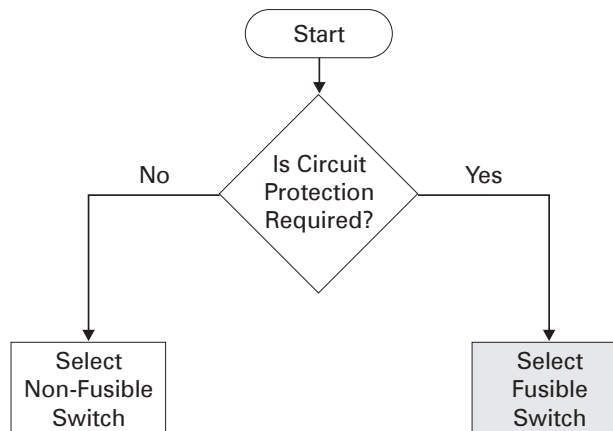 Start
Is Circuit
Protection
Required?
No
Yes
Select
Non-Fusible
Switch
Select
Fusible
Switch